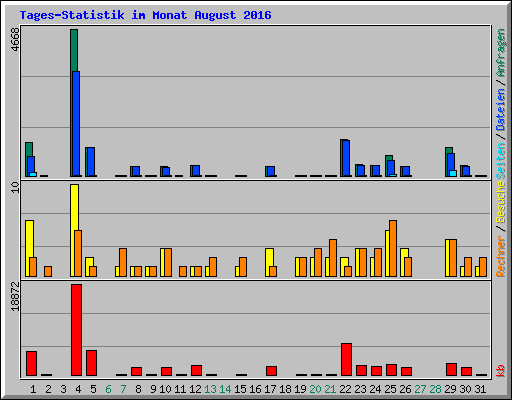 Tages-Statistik im Monat August 2016
4668
10
18872
Rechner / Besuche Seiten / Dateien / Anfragen
kb
1 2 3 4 5 6 7 8 9 10 11 12 13 14 15 16 17 18 19 20 21 22 23 24 25 26 27 28 29 30 31